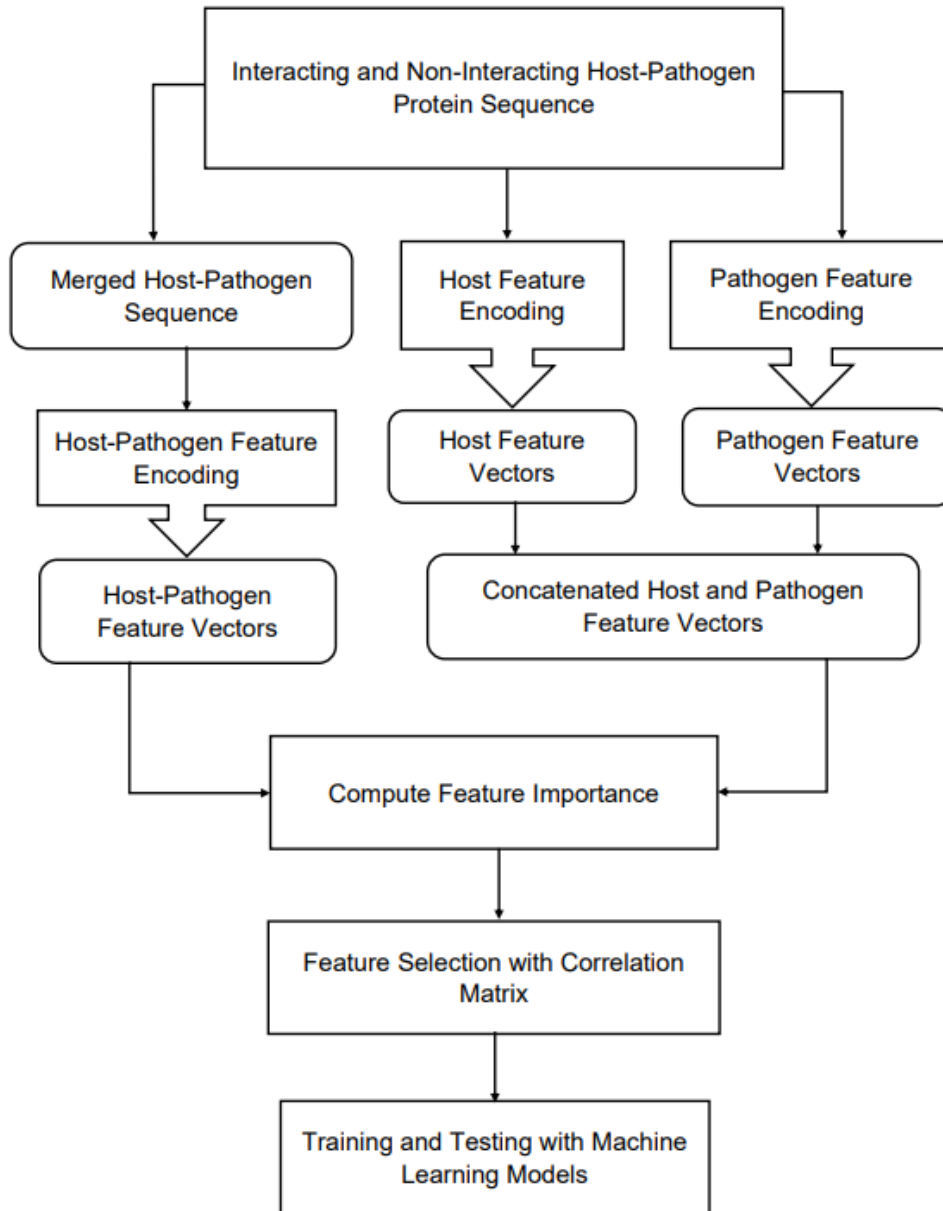 Interacting and Non-Interacting Host-Pathogen
Protein Sequence
Merged Host-Pathogen
Sequence
Host Feature
Encoding
Pathogen Feature
Encoding
Host-Pathogen Feature
Encoding
Host Feature
Vectors
Pathogen Feature
Vectors
Host-Pathogen
Feature Vectors
Concatenated Host and Pathogen
Feature Vectors
Compute Feature Importance
Feature Selection with Correlation
Matrix
Training and Testing with Machine
Learning Models